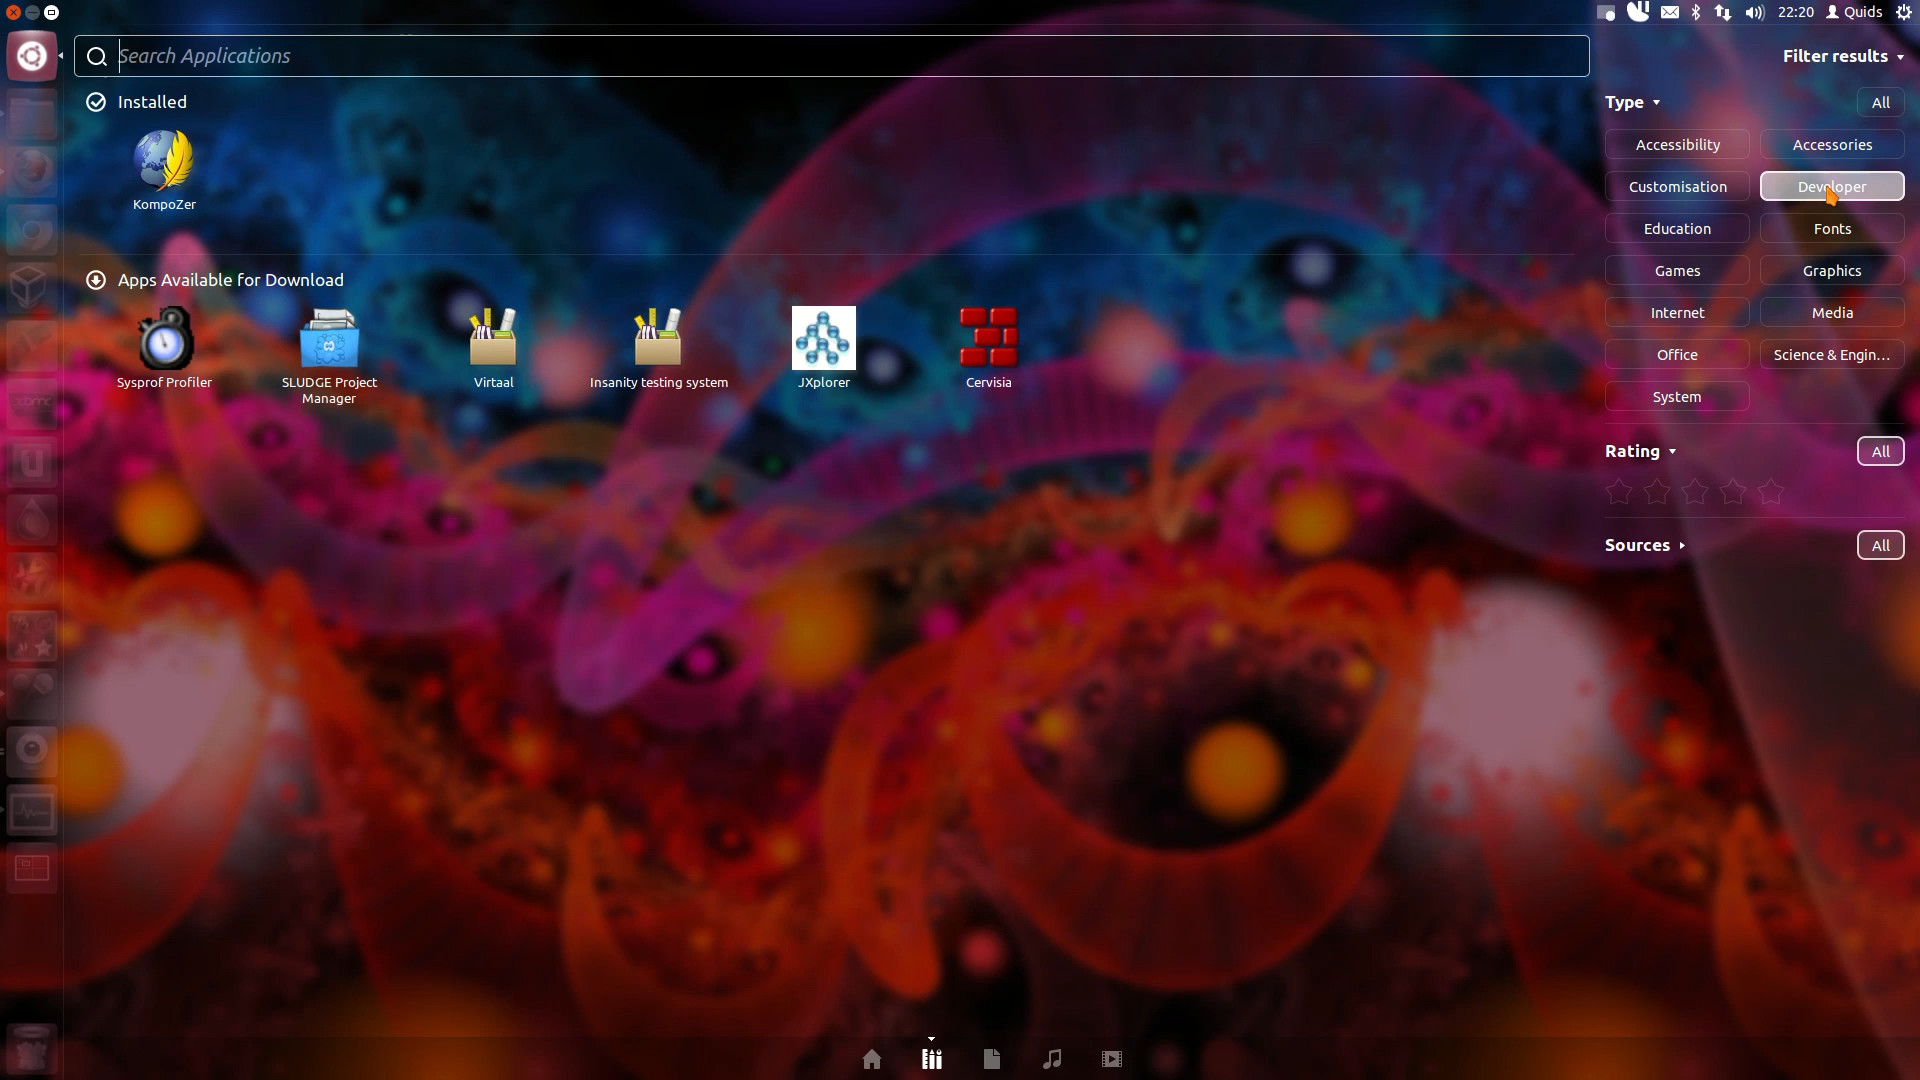 22:20 Quids
Search Applications
Filter results
Installed
Type All
KompoZer
Accessibility Accessories
Customisation Developer
Education Fonts
Games Graphics
Internet Media
Office Science & Engin...
System
Apps Available for Download
Sysprof Profiler
SLUDGE Project
Manager
Virtaal
Insanity testing system
JXplorer
Cervisia
Rating All
Sources All